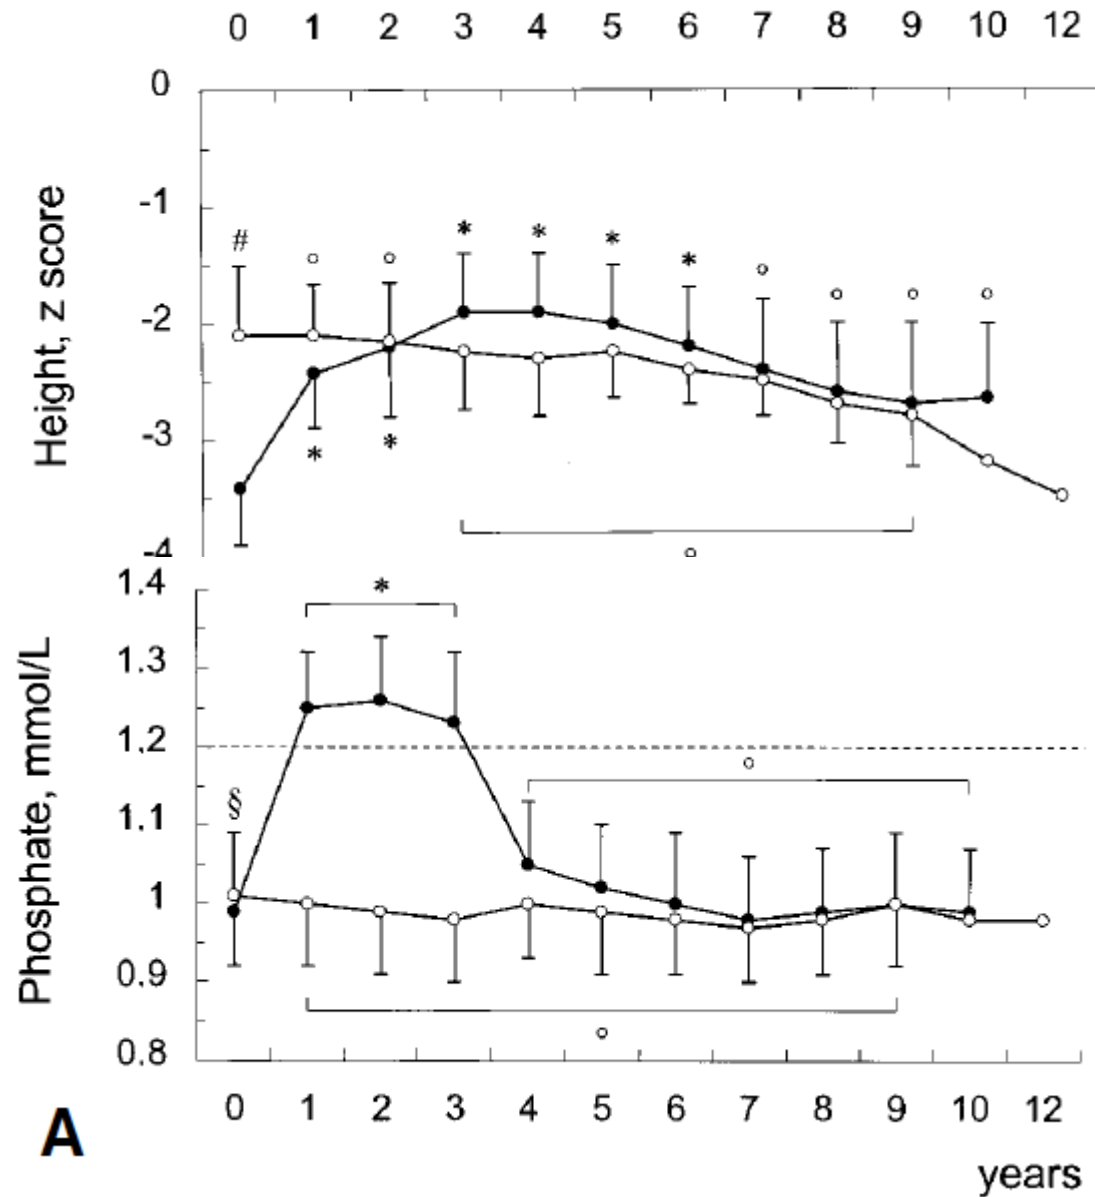 0 1 2 3 4 5 6 7 8 9 10 12
0
Height, z score
-1
# ° ° * * * * ° ° ° °
-2
-3
* *
-4
°
1.4
*
Phosphate, mmol/L
1.3
1.2
°
§
1.1
1
0.9
°
0.8
0 1 2 3 4 5 6 7 8 9 10 12
A
years